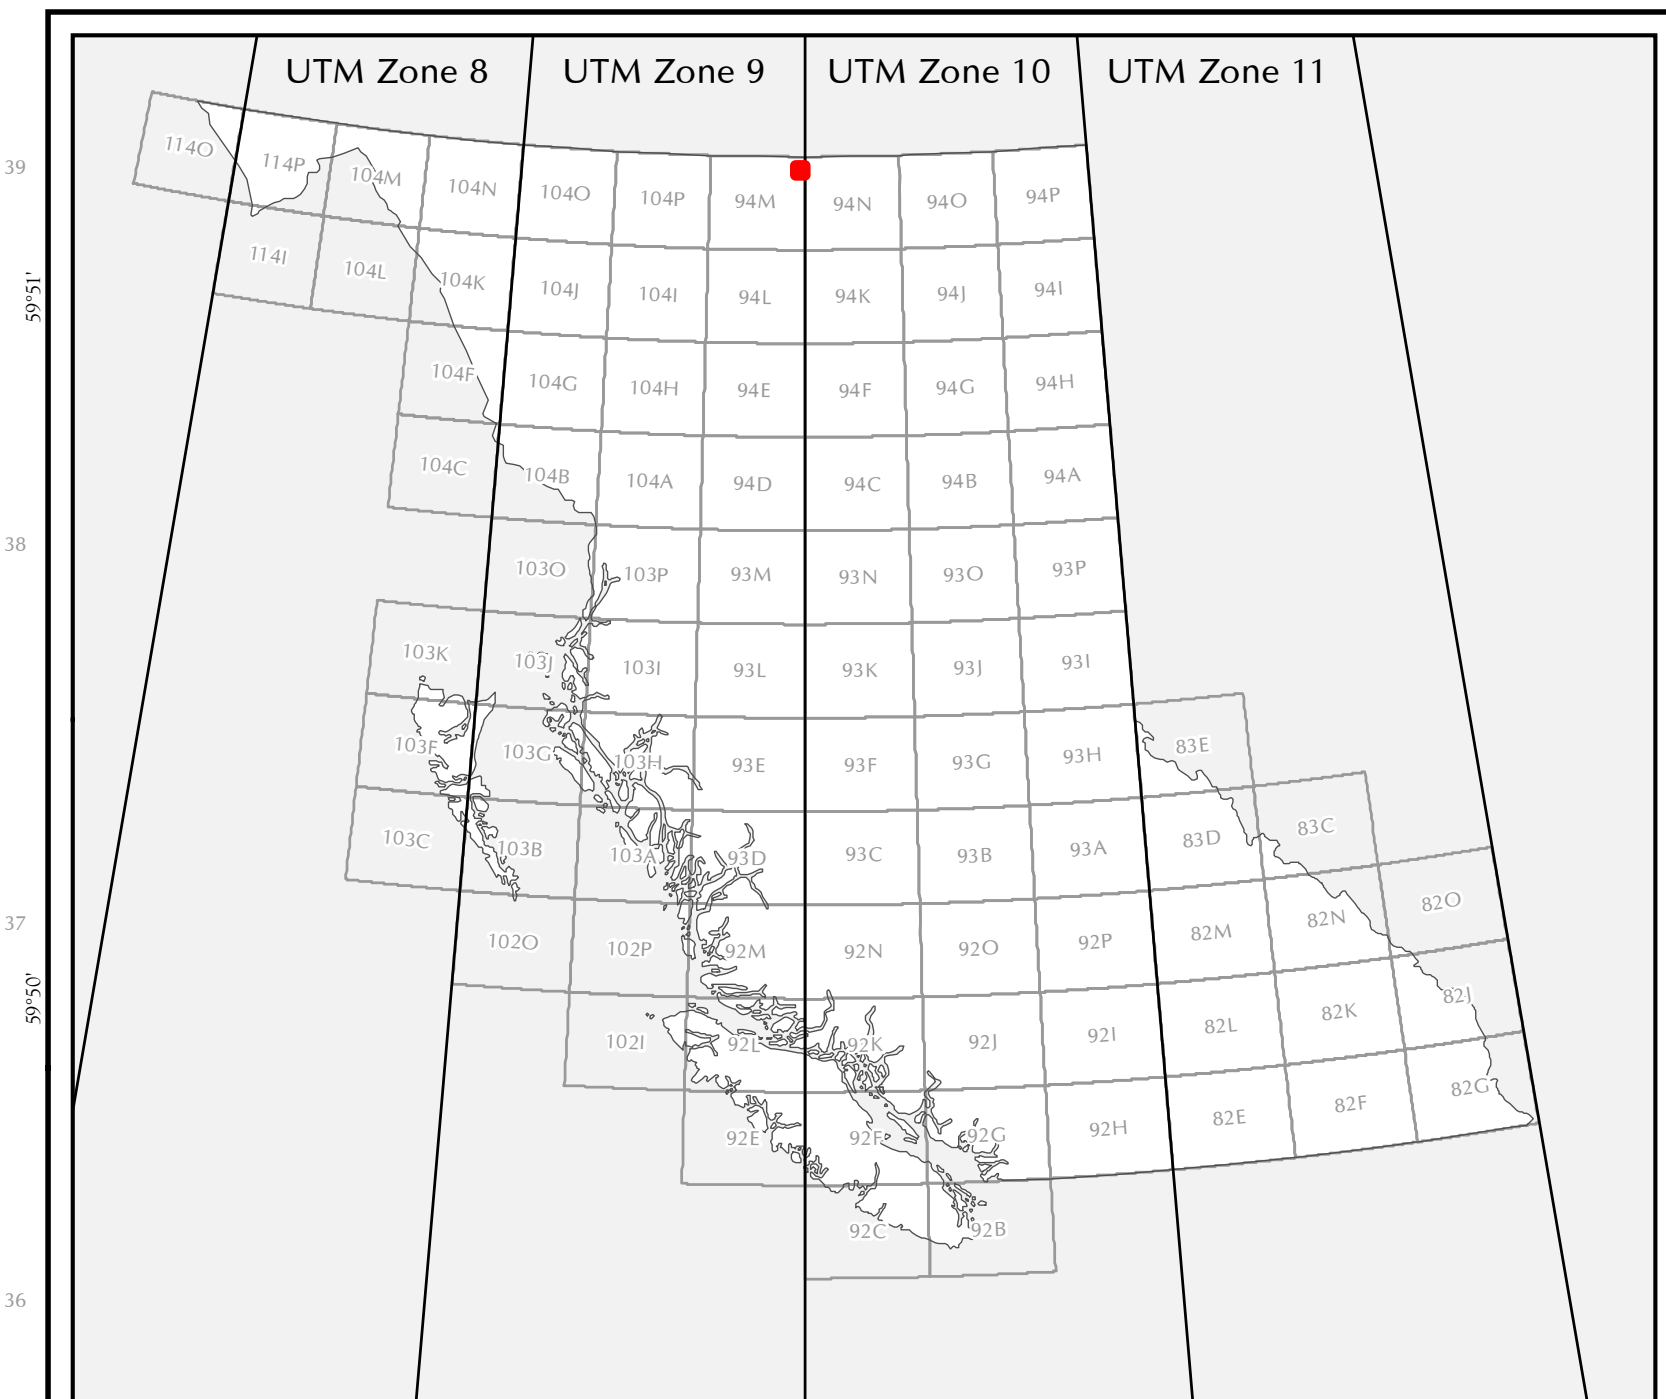 UTM Zone 8 UTM Zone 9 UTM Zone 10 UTM Zone 11
39
114O 114P 104M 104N 104O 104P 94M 94N 94O 94P
114I 104L 104K 104J 104I 94L 94K 94J 94I
59°51'
104F 104G 104H 94E 94F 94G 94H
104C 104B 104A 94D 94C 94B 94A
38
103O 103P 93M 93N 93O 93P
103K 103J 103I 93L 93K 93J 93I
103F 103G 103H 93E 93F 93G 93H 83E
103C 103B 103A 93D 93C 93B 93A 83D 83C
37
102O 102P 92M 92N 92O 92P 82M 82N 82O
59°50'
102I 92L 92K 92J 92I 82L 82K 82J
92E 92F 92G 92H 82E 82F 82G
92C 92B
36